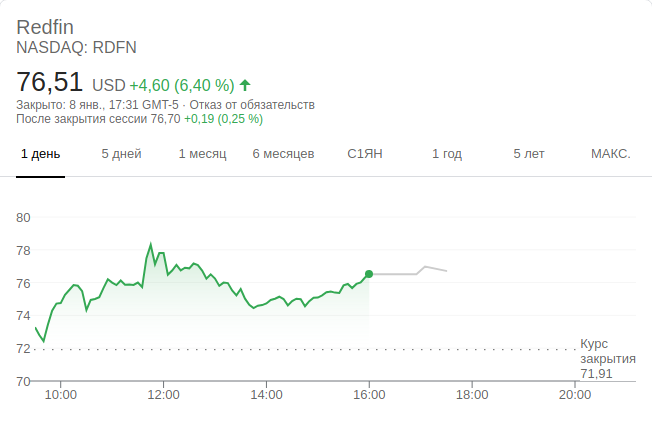 Redfin
NASDAQ: RDFN
76,51 USD +4,60 (6,40 %)
Закрыто: 8 янв., 17:31 GMT-5 · Отказ от обязательств
После закрытия сессии 76,70 +0,19 (0,25 %)
1 день 5 дней 1 месяц 6 месяцев С1ЯН 1 год 5 лет МАКС.
80
78
76
74
72
70
Курс
закрытия
71,91
10:00 12:00 14:00 16:00 18:00 20:00